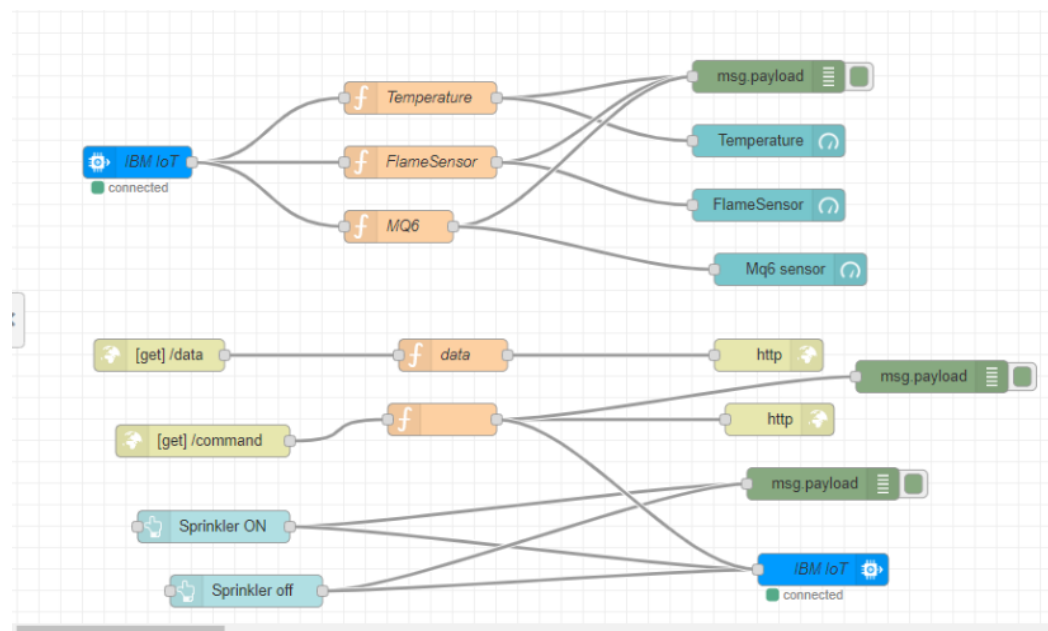 msg.payload
Temperature
Temperature
IBM IoT
connected
FlameSensor
FlameSensor
MQ6
Mq6 sensor
[get] /data
data
http
msg.payload
[get] /command
http
msg.payload
Sprinkler ON
IBM IoT
connected
Sprinkler off